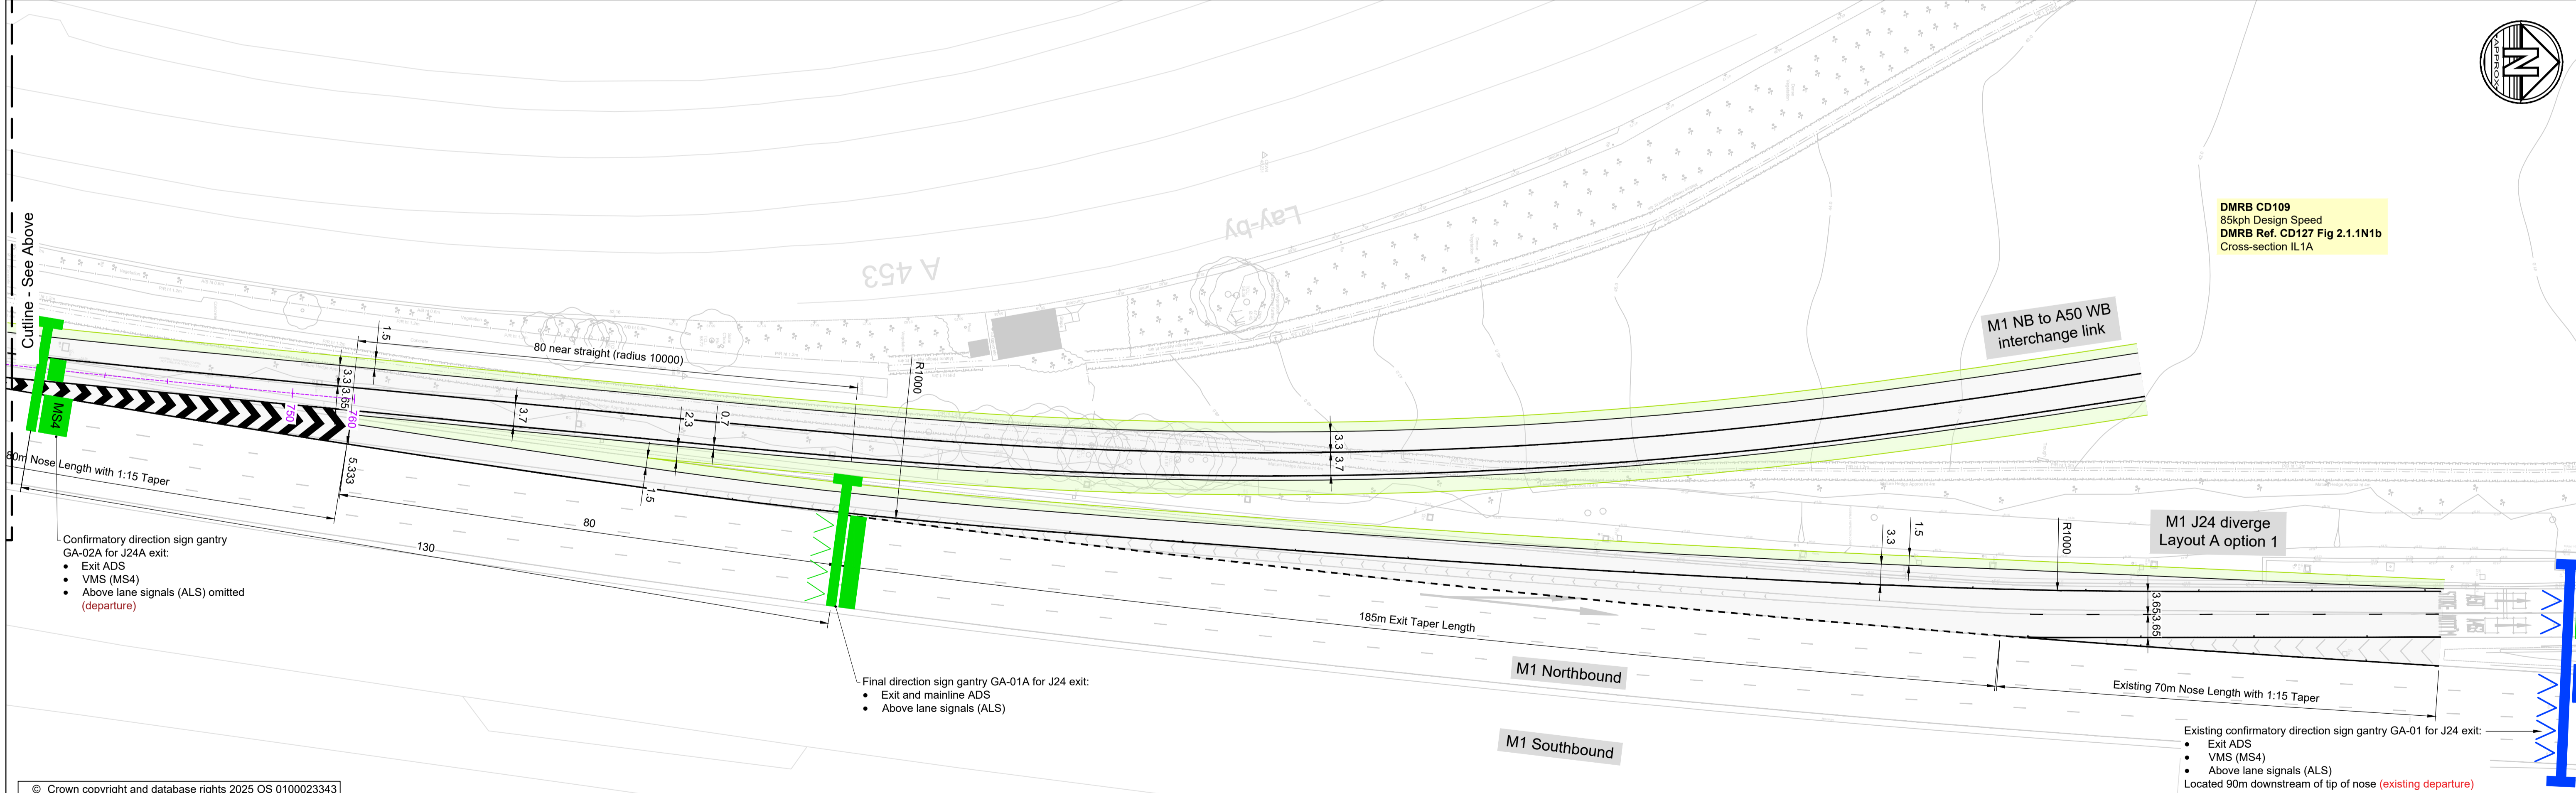 Cutline - See Above
N
APPROX
DMRB CD109
85kph Design Speed
DMRB Ref. CD127 Fig 2.1.1N1b
Cross-section IL1A
Lay-by
A 453
M1 NB to A50 WB
interchange link
80 near straight (radius 10000)
1.5
3.3
3.65
3.7
2.3
0.7
R1000
3.3
3.7
750
760
MS4
5.333
1.5
80m Nose Length with 1:15 Taper
80
130
Confirmatory direction sign gantry
GA-02A for J24A exit:
● Exit ADS
● VMS (MS4)
● Above lane signals (ALS) omitted
(departure)
Final direction sign gantry GA-01A for J24 exit:
● Exit and mainline ADS
● Above lane signals (ALS)
185m Exit Taper Length
3.3
1.5
R1000
M1 J24 diverge
Layout A option 1
3.65
3.65
M1 Northbound
M1 Southbound
Existing 70m Nose Length with 1:15 Taper
Existing confirmatory direction sign gantry GA-01 for J24 exit:
● Exit ADS
● VMS (MS4)
● Above lane signals (ALS)
Located 90m downstream of tip of nose (existing departure)
© Crown copyright and database rights 2025 OS 0100023343